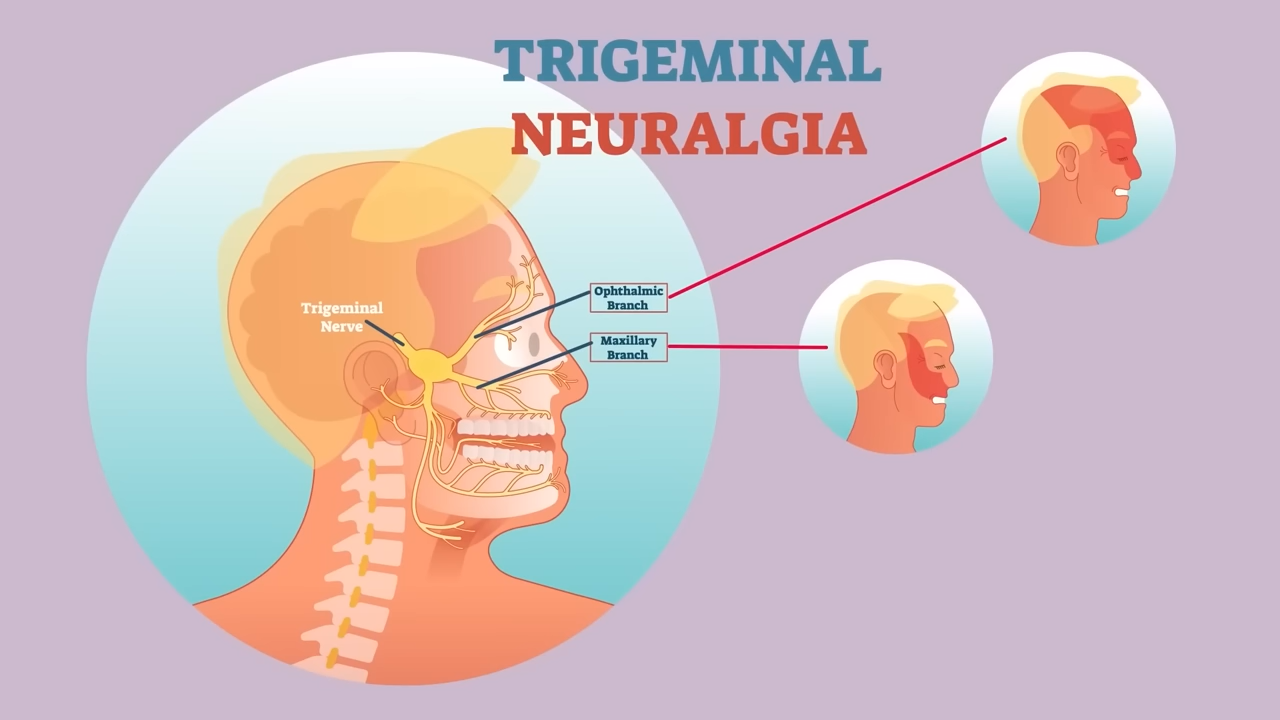 TRIGEMINAL
NEURALGIA
Trigeminal
Nerve
Ophthalmic
Branch
Maxillary
Branch